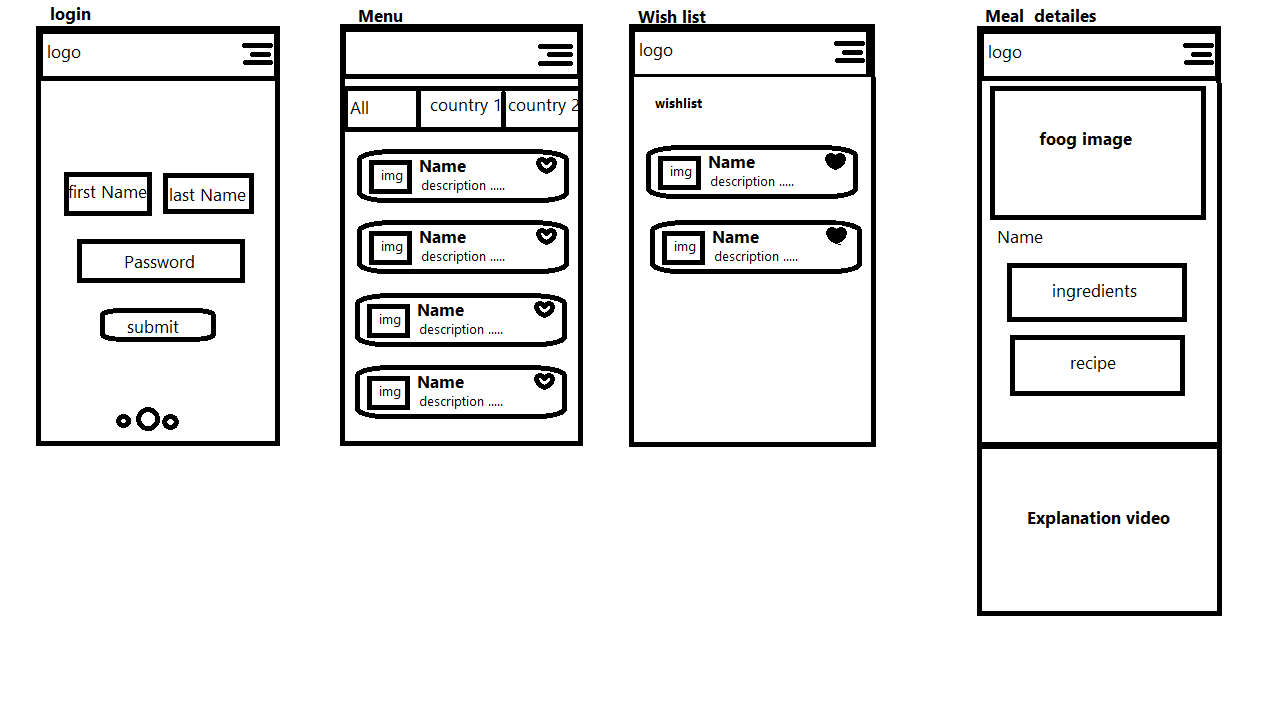 login
logo
first Name
last Name
Password
submit
Menu
All
country 1
country 2
img
Name
description .....
img
Name
description .....
img
Name
description .....
img
Name
description .....
Wish list
logo
wishlist
img
Name
description .....
img
Name
description .....
Meal detailes
logo
foog image
Name
ingredients
recipe
Explanation video